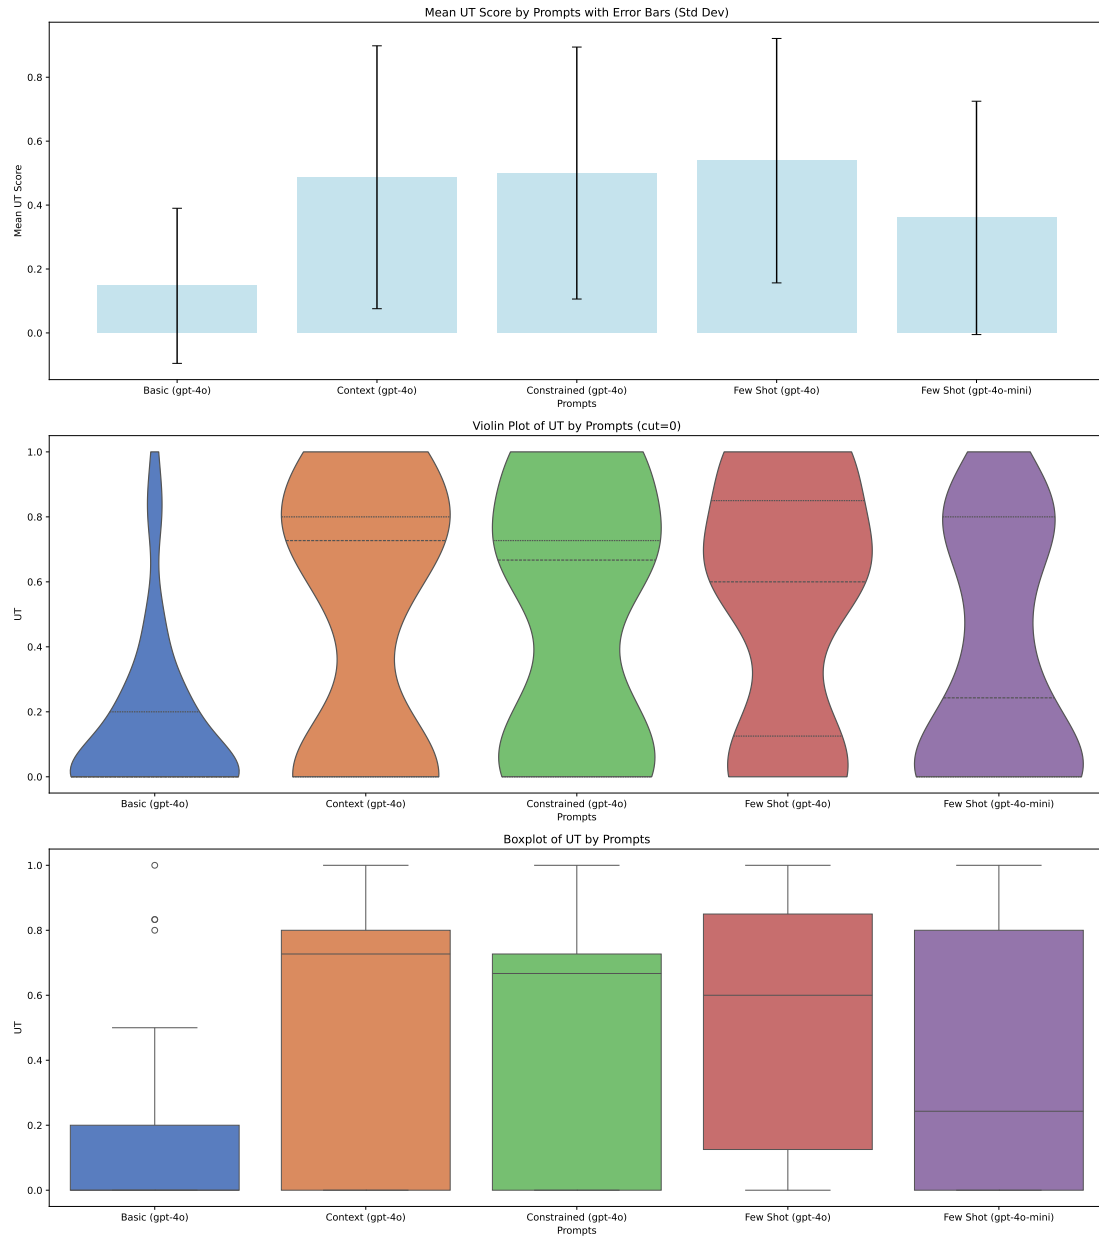 Mean UT Score by Prompts with Error Bars (Std Dev)
Mean UT Score
0.8
0.6
0.4
0.2
0.0
Basic (gpt-4o) Context (gpt-4o) Constrained (gpt-4o) Few Shot (gpt-4o) Few Shot (gpt-4o-mini)
Prompts
Violin Plot of UT by Prompts (cut=0)
UT
1.0
0.8
0.6
0.4
0.2
0.0
Basic (gpt-4o) Context (gpt-4o) Constrained (gpt-4o) Few Shot (gpt-4o) Few Shot (gpt-4o-mini)
Prompts
Boxplot of UT by Prompts
UT
1.0
0.8
0.6
0.4
0.2
0.0
Basic (gpt-4o) Context (gpt-4o) Constrained (gpt-4o) Few Shot (gpt-4o) Few Shot (gpt-4o-mini)
Prompts